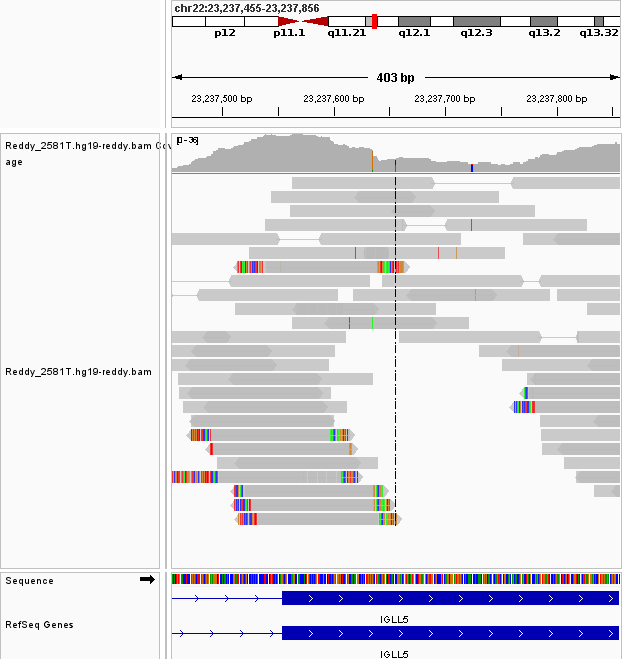 chr22:23,237,455-23,237,856
p12 p11.1 q11.21 q12.1 q12.3 q13.2 q13.32
403 bp
23,237,500 bp 23,237,600 bp 23,237,700 bp 23,237,800 bp
[0-36]
Reddy_2581T.hg19-reddy.bam Cov
age
Reddy_2581T.hg19-reddy.bam
Sequence
IGLL5
RefSeq Genes
IGLL5